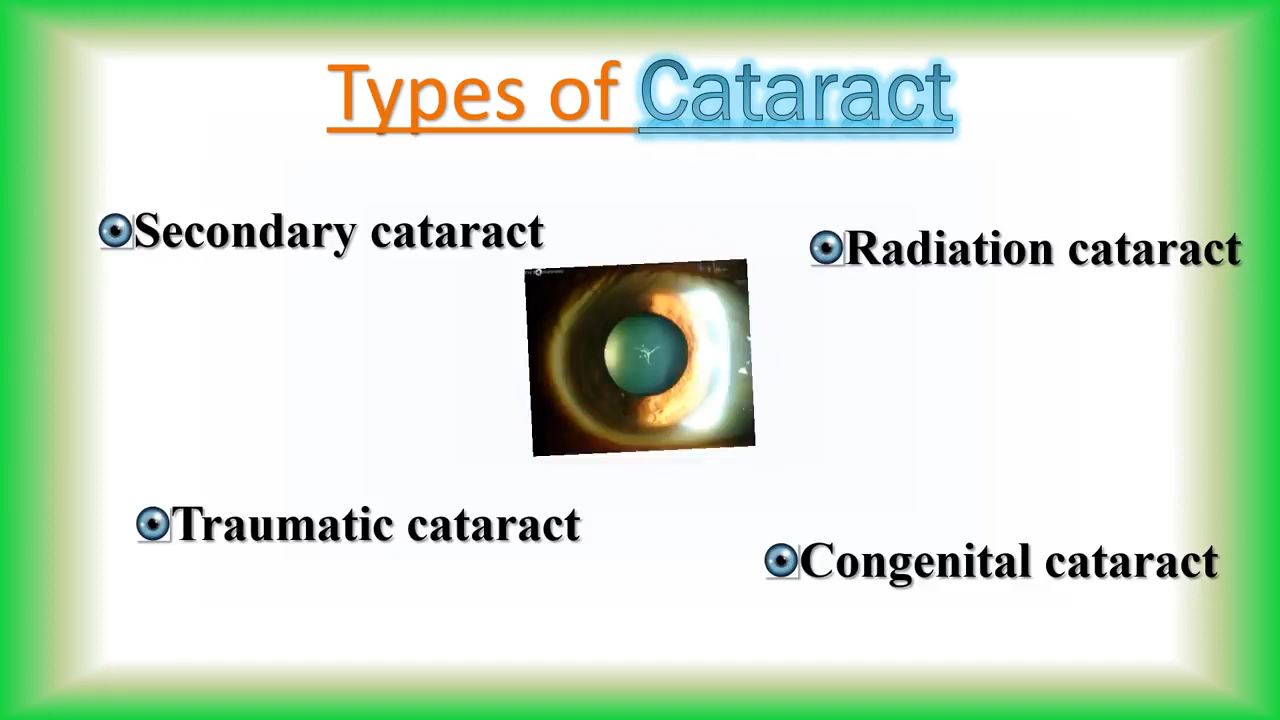 Types of Cataract
Secondary cataract
Radiation cataract
Traumatic cataract
Congenital cataract